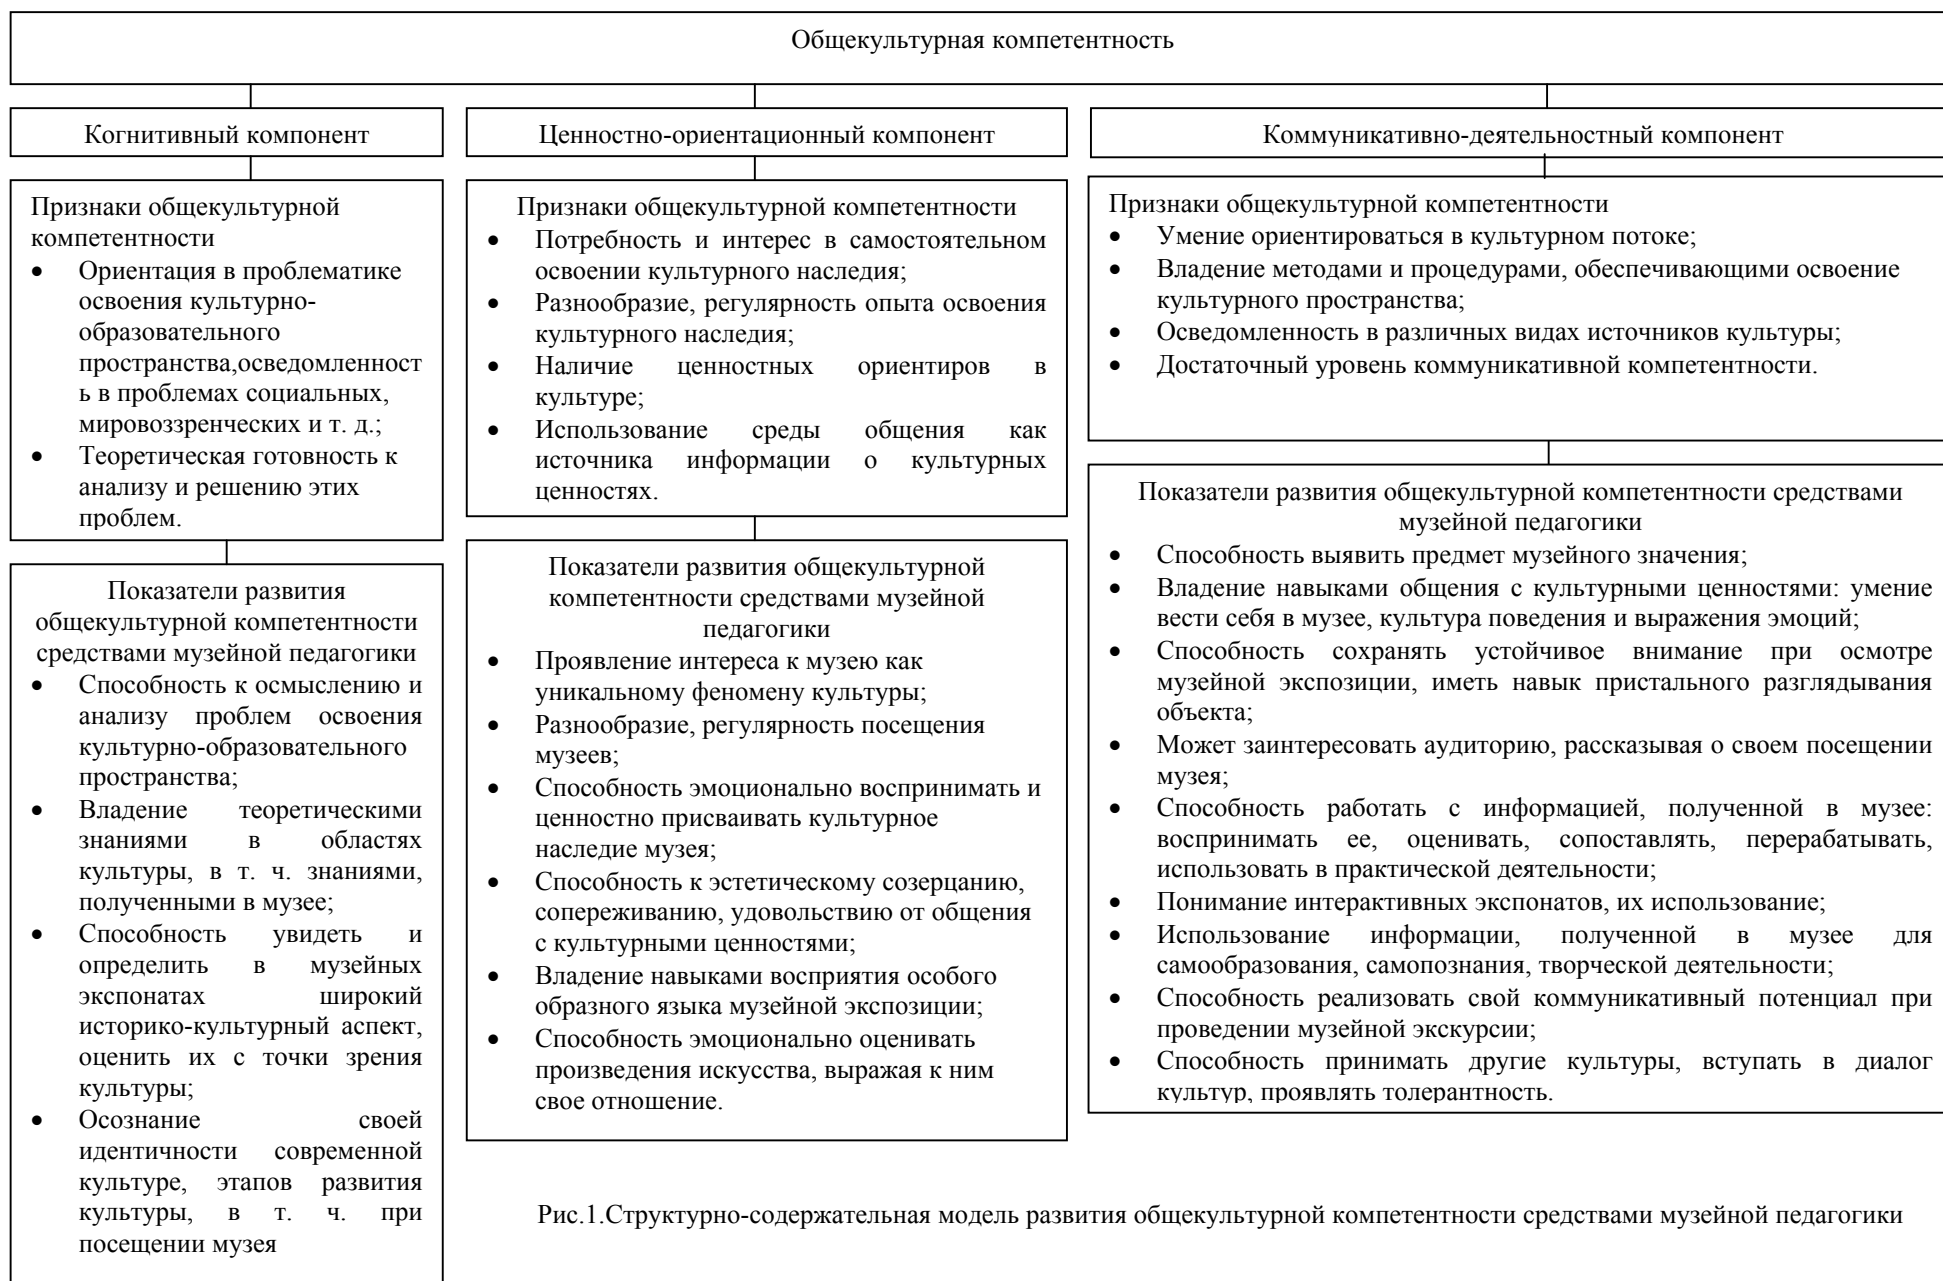 Общекультурная компетентность
Когнитивный компонент
Признаки общекультурной
компетентности
• Ориентация в проблематике
освоения культурно-
образовательного
пространства,осведомленност
ь в проблемах социальных,
мировоззренческих и т. д.;
• Теоретическая готовность к
анализу и решению этих
проблем.
Показатели развития
общекультурной компетентности
средствами музейной педагогики
• Способность к осмыслению и
анализу проблем освоения
культурно-образовательного
пространства;
• Владение теоретическими
знаниями в областях
культуры, в т. ч. знаниями,
полученными в музее;
• Способность увидеть и
определить в музейных
экспонатах широкий
историко-культурный аспект,
оценить их с точки зрения
культуры;
• Осознание своей
идентичности современной
культуре, этапов развития
культуры, в т. ч. при
посещении музея
Ценностно-ориентационный компонент
Признаки общекультурной компетентности
• Потребность и интерес в самостоятельном
освоении культурного наследия;
• Разнообразие, регулярность опыта освоения
культурного наследия;
• Наличие ценностных ориентиров в
культуре;
• Использование среды общения как
источника информации о культурных
ценностях.
Показатели развития общекультурной
компетентности средствами музейной
педагогики
• Проявление интереса к музею как
уникальному феномену культуры;
• Разнообразие, регулярность посещения
музеев;
• Способность эмоционально воспринимать и
ценностно присваивать культурное
наследие музея;
• Способность к эстетическому созерцанию,
сопереживанию, удовольствию от общения
с культурными ценностями;
• Владение навыками восприятия особого
образного языка музейной экспозиции;
• Способность эмоционально оценивать
произведения искусства, выражая к ним
свое отношение.
Коммуникативно-деятельностный компонент
Признаки общекультурной компетентности
• Умение ориентироваться в культурном потоке;
• Владение методами и процедурами, обеспечивающими освоение
культурного пространства;
• Осведомленность в различных видах источников культуры;
• Достаточный уровень коммуникативной компетентности.
Показатели развития общекультурной компетентности средствами
музейной педагогики
• Способность выявить предмет музейного значения;
• Владение навыками общения с культурными ценностями: умение
вести себя в музее, культура поведения и выражения эмоций;
• Способность сохранять устойчивое внимание при осмотре
музейной экспозиции, иметь навык пристального разглядывания
объекта;
• Может заинтересовать аудиторию, рассказывая о своем посещении
музея;
• Способность работать с информацией, полученной в музее:
воспринимать ее, оценивать, сопоставлять, перерабатывать,
использовать в практической деятельности;
• Понимание интерактивных экспонатов, их использование;
• Использование информации, полученной в музее для
самообразования, самопознания, творческой деятельности;
• Способность реализовать свой коммуникативный потенциал при
проведении музейной экскурсии;
• Способность принимать другие культуры, вступать в диалог
культур, проявлять толерантность.
Рис.1.Структурно-содержательная модель развития общекультурной компетентности средствами музейной педагогики